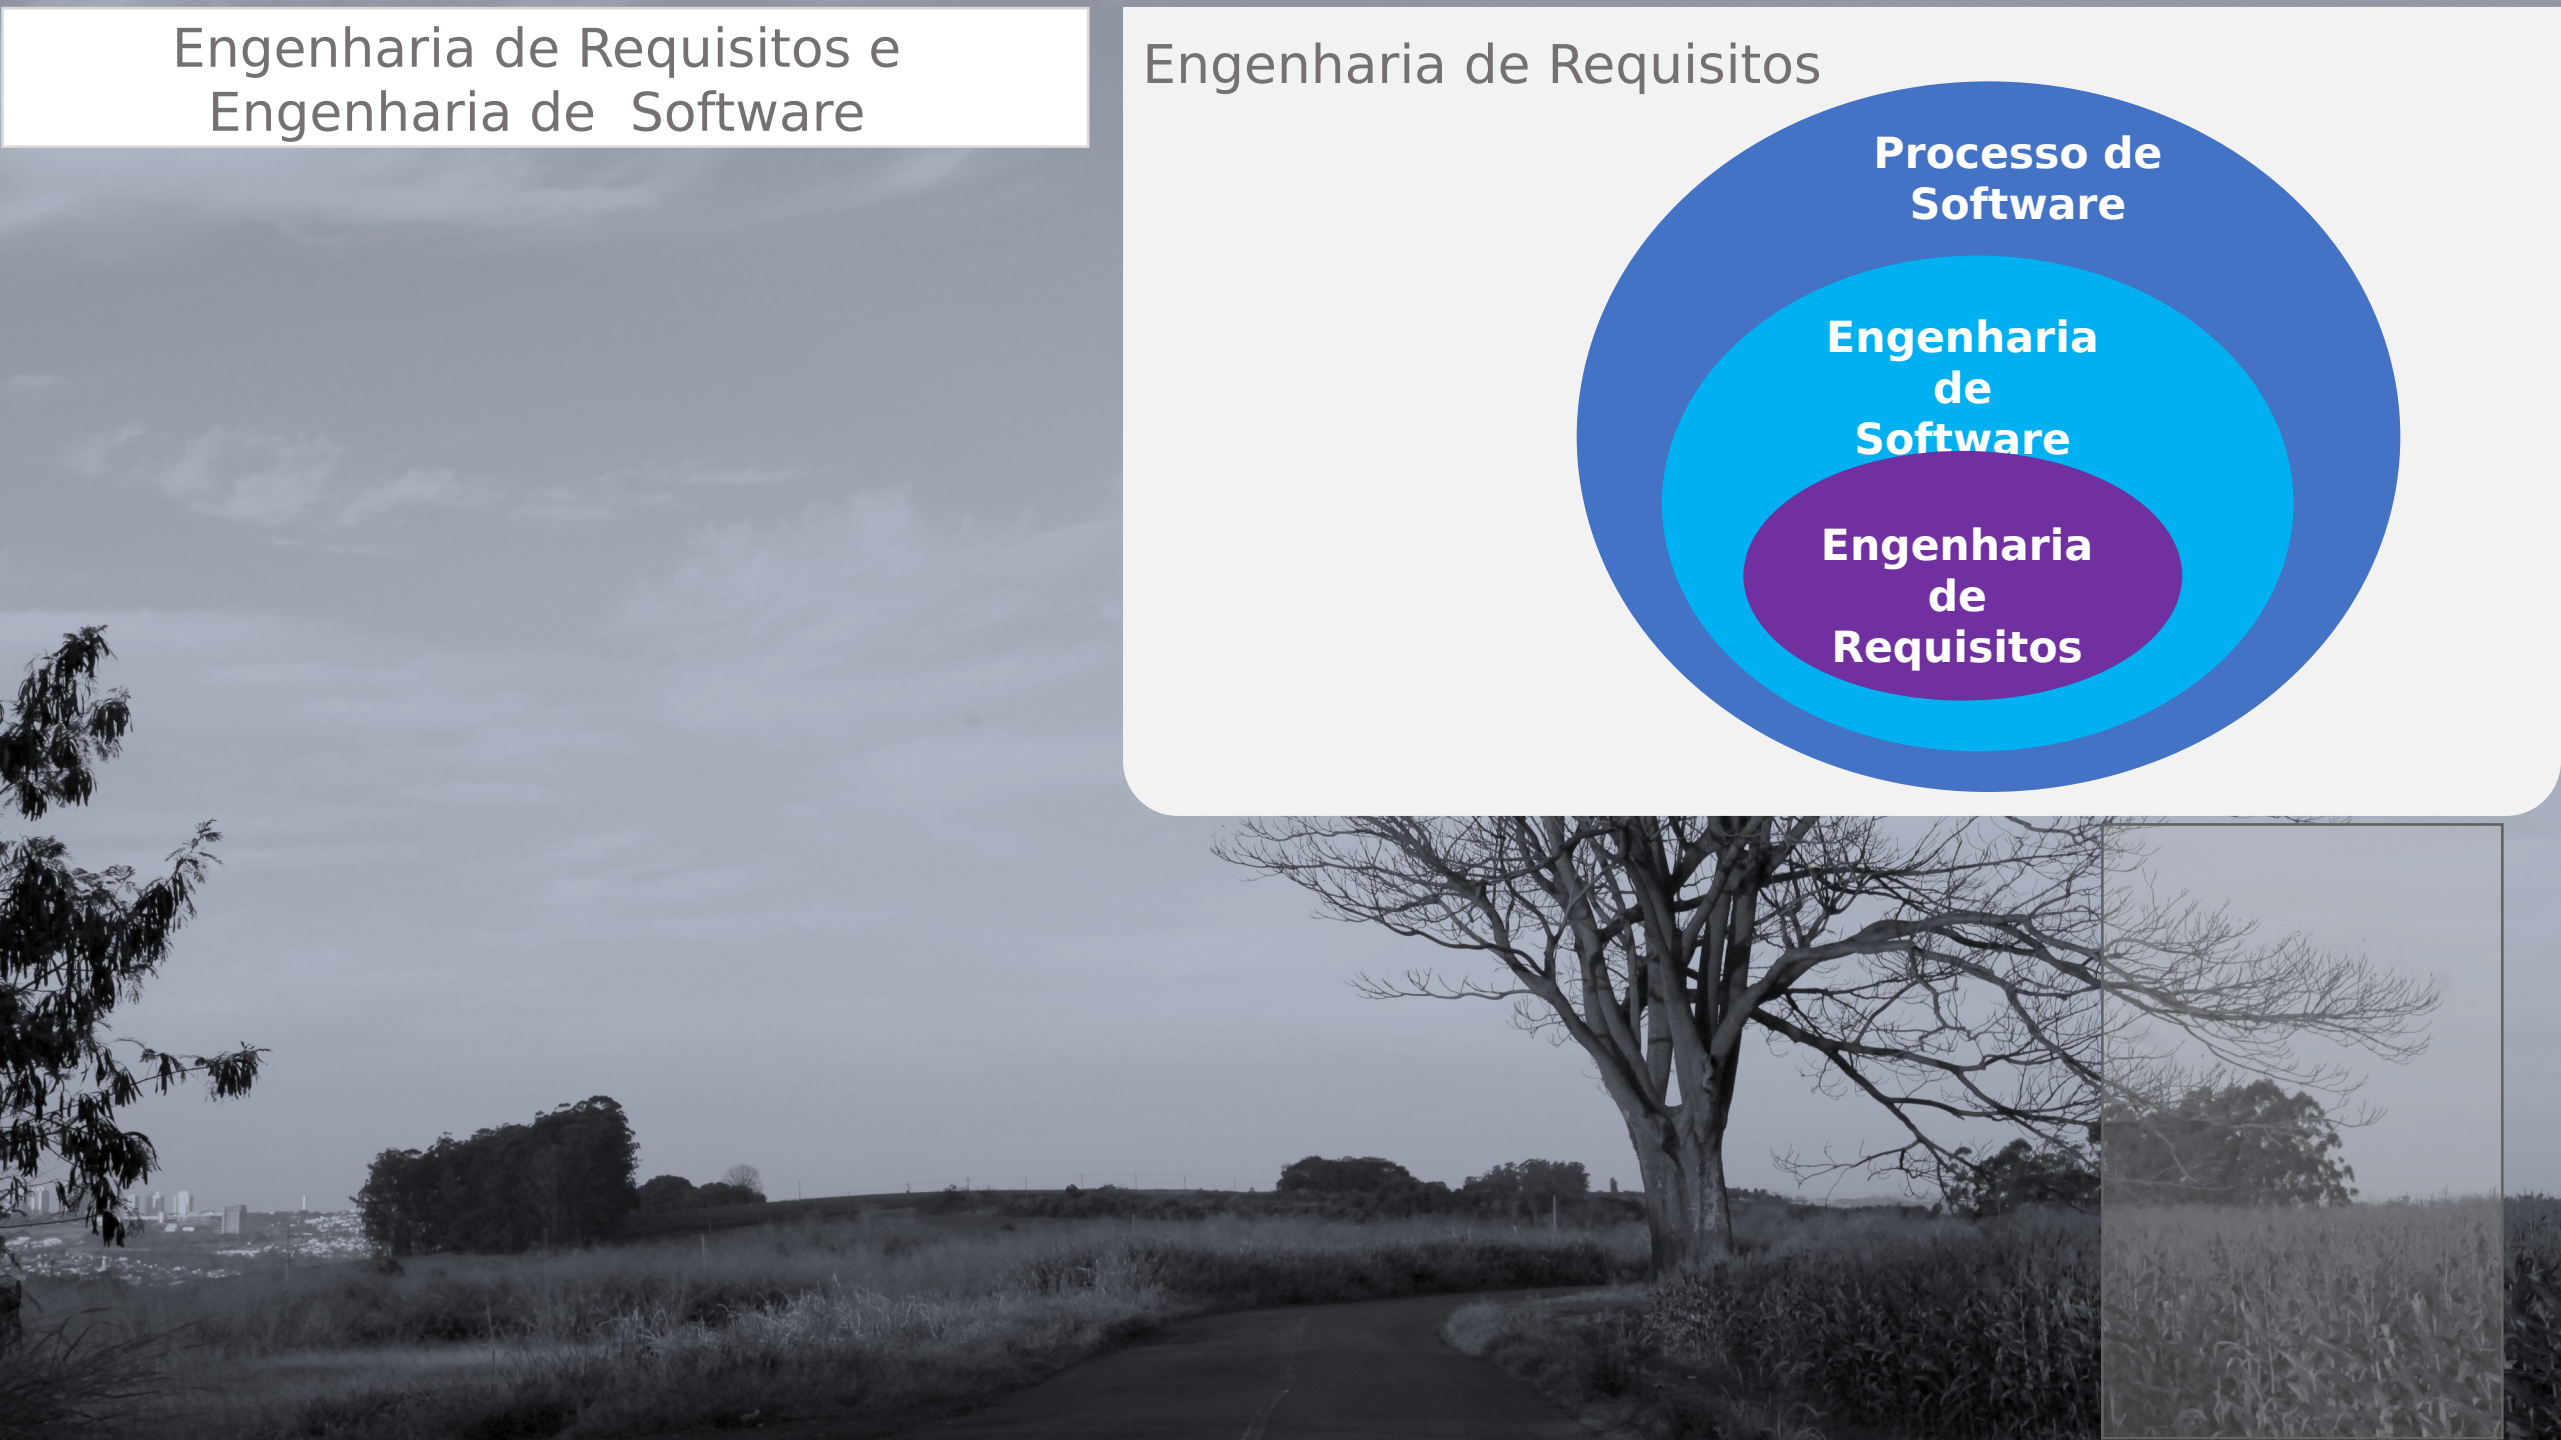 Engenharia de Requisitos e
Engenharia de  Software
Engenharia de Requisitos
Processo de
Software
Engenharia
de
Software
Engenharia
de
Requisitos